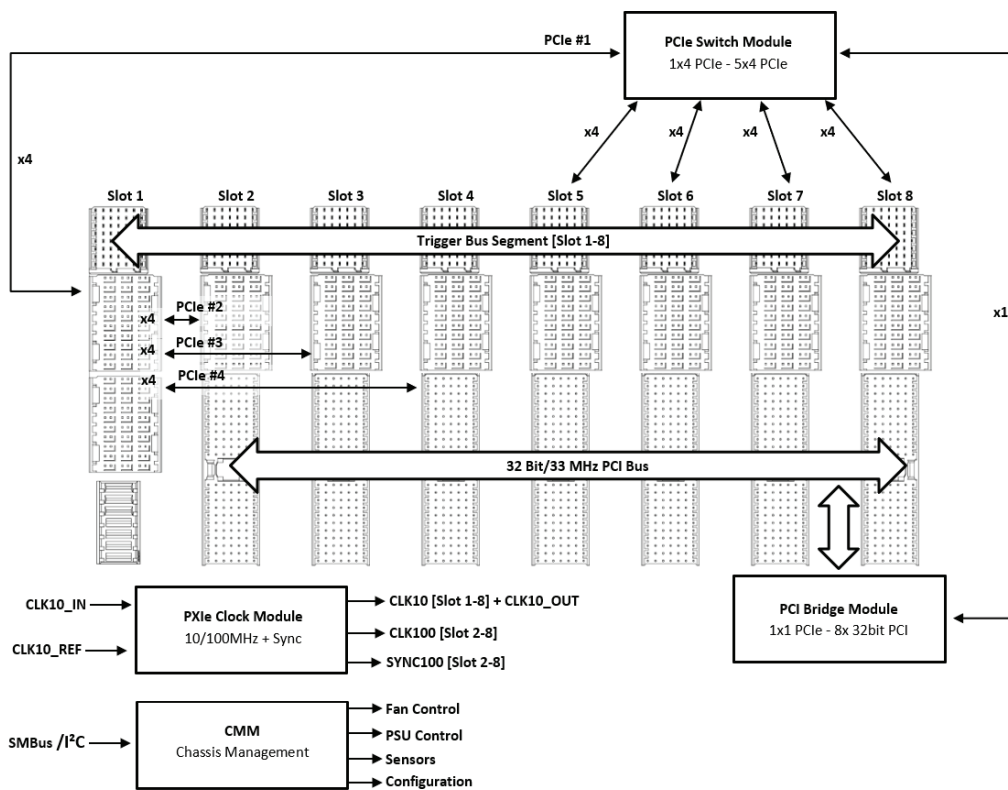 PCIe #1
PCIe Switch Module
1x4 PCIe - 5x4 PCIe
x4
x4
x4
x4
x4
Slot 1
Slot 2
Slot 3
Slot 4
Slot 5
Slot 6
Slot 7
Slot 8
Trigger Bus Segment [Slot 1-8]
x4
PCIe #2
x1
x4
PCIe #3
x4
PCIe #4
32 Bit/33 MHz PCI Bus
CLK10_IN
CLK10_REF
PXIe Clock Module
10/100MHz + Sync
CLK10 [Slot 1-8] + CLK10_OUT
CLK100 [Slot 2-8]
SYNC100 [Slot 2-8]
PCI Bridge Module
1x1 PCIe - 8x 32bit PCI
SMBus /I²C
CMM
Chassis Management
Fan Control
PSU Control
Sensors
Configuration